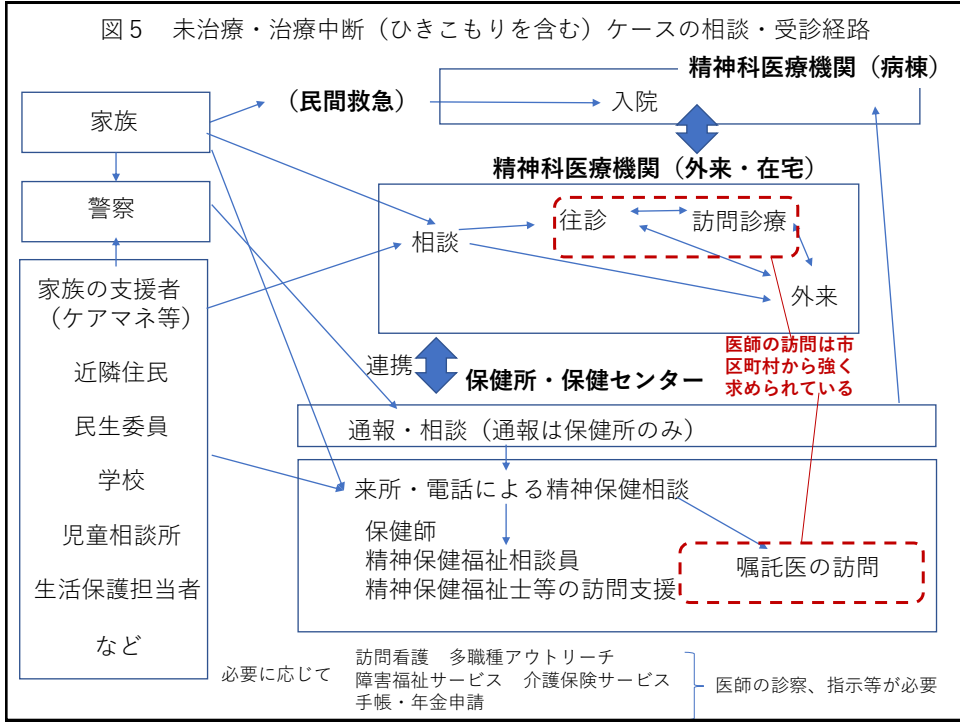 図5　未治療・治療中断（ひきこもりを含む）ケースの相談・受診経路
精神科医療機関（病棟）
（民間救急）
入院
家族
警察
家族の支援者
（ケアマネ等）
近隣住民
民生委員
学校
児童相談所
生活保護担当者
など
精神科医療機関（外来・在宅）
相談
往診
訪問診療
外来
医師の訪問は市
区町村から強く
求められている
連携
保健所・保健センター
通報・相談（通報は保健所のみ）
来所・電話による精神保健相談
保健師
精神保健福祉相談員
精神保健福祉士等の訪問支援
嘱託医の訪問
必要に応じて
訪問看護　多職種アウトリーチ
障害福祉サービス　介護保険サービス
手帳・年金申請
医師の診察、指示等が必要